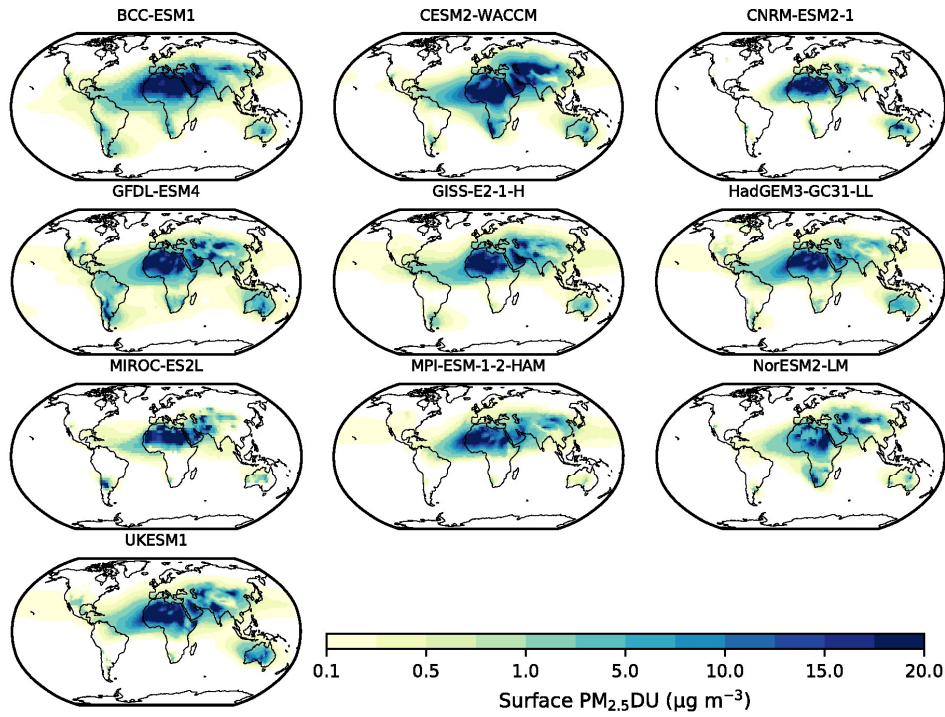 BCC-ESM1 CESM2-WACCM CNRM-ESM2-1
GFDL-ESM4 GISS-E2-1-H HadGEM3-GC31-LL
MIROC-ES2L MPI-ESM-1-2-HAM NorESM2-LM
UKESM1
0.1 0.5 1.0 5.0 10.0 15.0 20.0
Surface PM₂.₅DU (µg m⁻³)